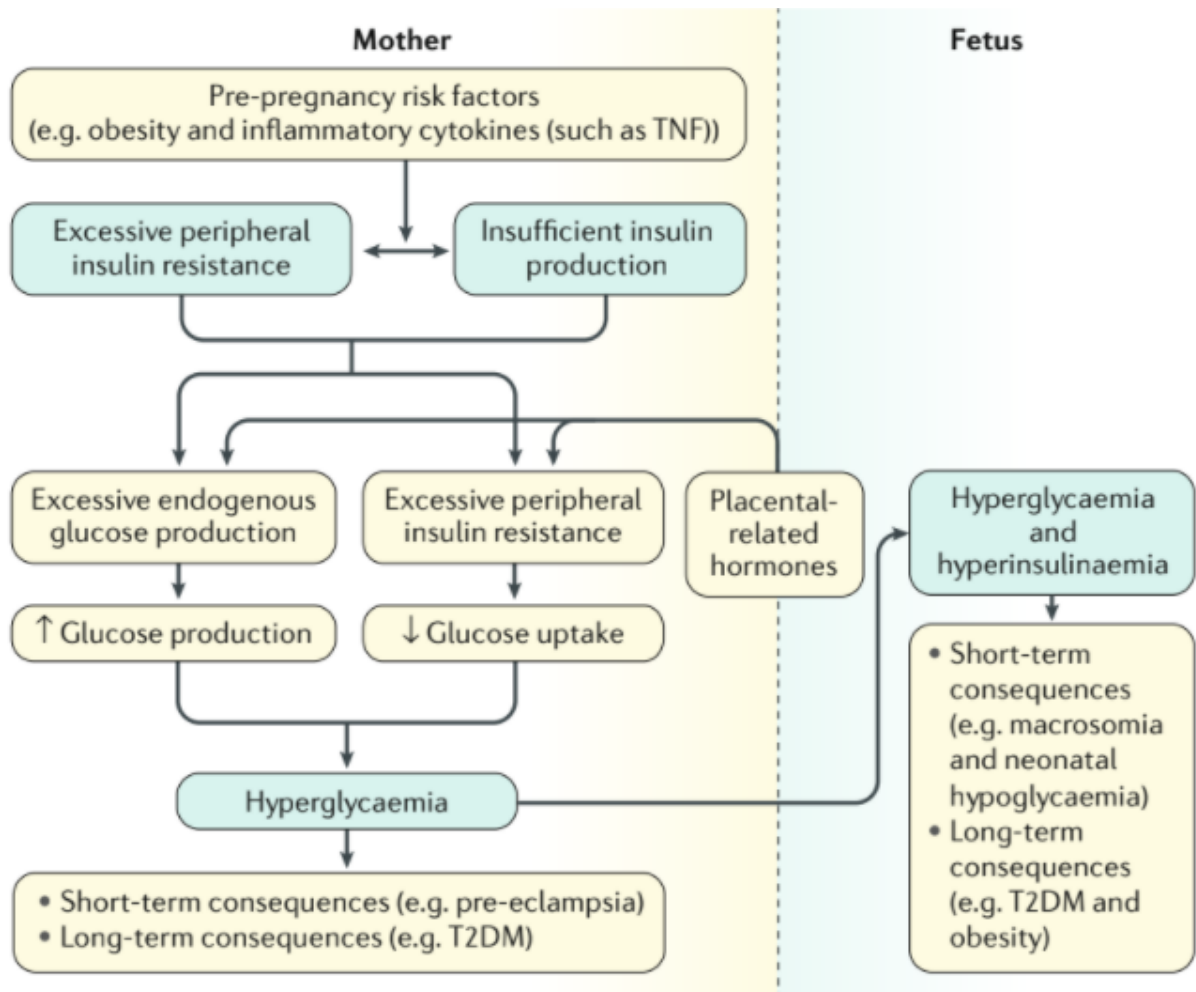 Mother
Fetus
Pre-pregnancy risk factors
(e.g. obesity and inflammatory cytokines (such as TNF))
Excessive peripheral
insulin resistance
Insufficient insulin
production
Excessive endogenous
glucose production
Excessive peripheral
insulin resistance
Placental-
related
hormones
Hyperglycaemia
and
hyperinsulinaemia
↑ Glucose production
↓ Glucose uptake
• Short-term
consequences
(e.g. macrosomia
and neonatal
hypoglycaemia)
• Long-term
consequences
(e.g. T2DM and
obesity)
Hyperglycaemia
• Short-term consequences (e.g. pre-eclampsia)
• Long-term consequences (e.g. T2DM)